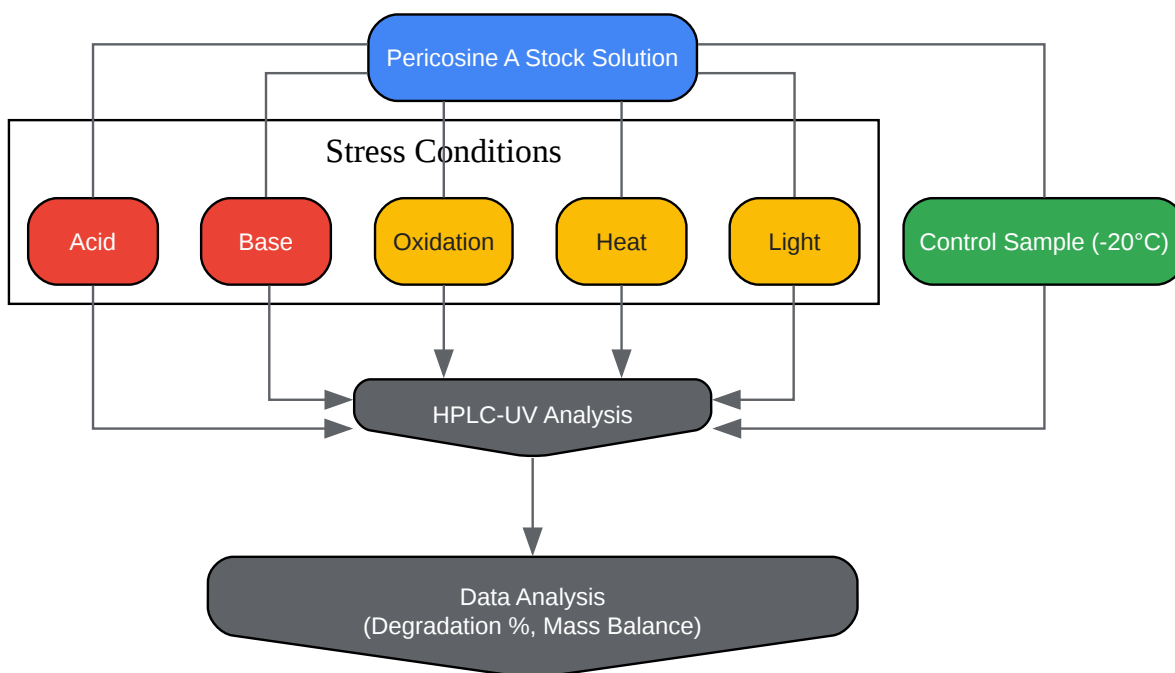 Pericosine A Stock Solution
Stress Conditions
Acid
Base
Oxidation
Heat
Light
Control Sample (-20°C)
HPLC-UV Analysis
Data Analysis
(Degradation %, Mass Balance)